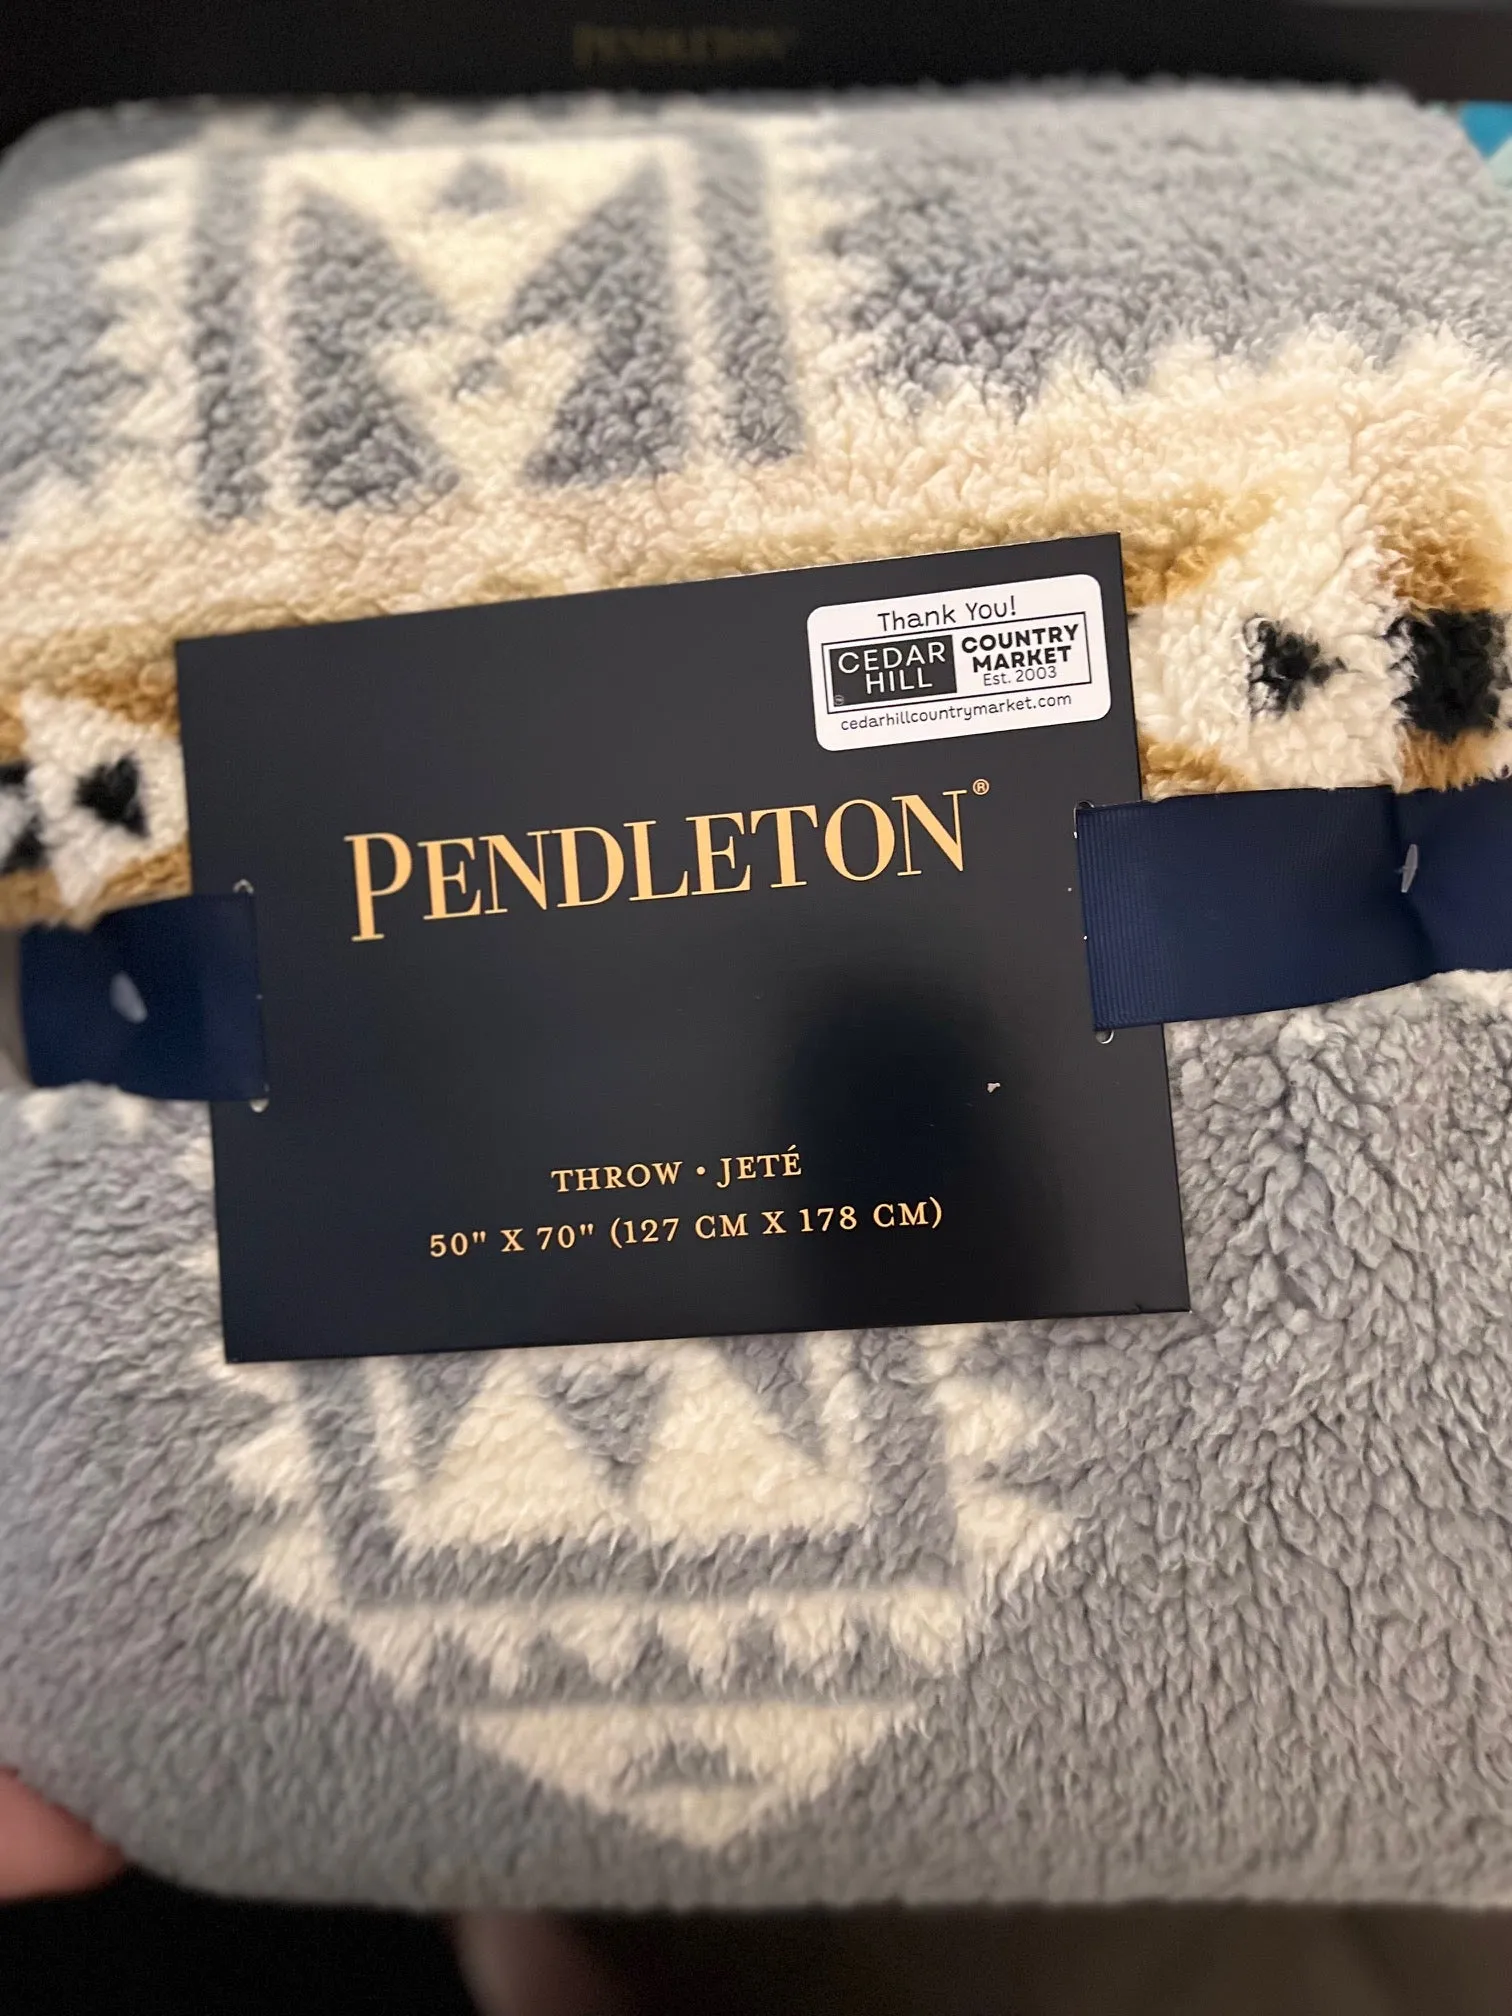 PENDLETON
Thank You!
CEDAR HILL
COUNTRY MARKET
Est. 2003
cedarhillcountrymarket.com
PENDLETON®
THROW • JETÉ
50" X 70" (127 CM X 178 CM)